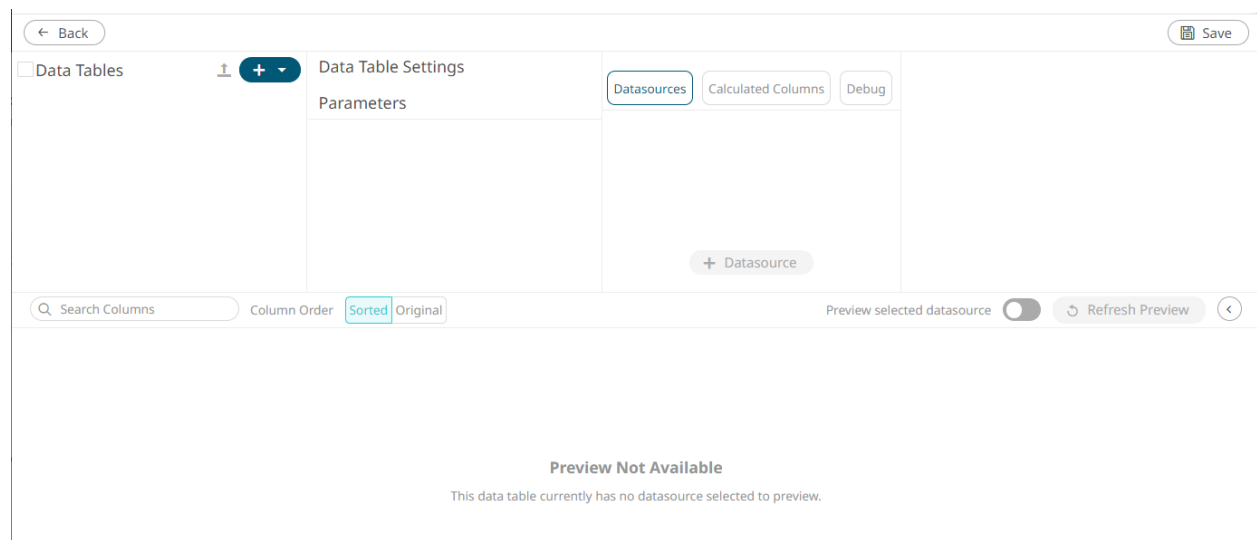 Back
Save
Data Tables
Data Table Settings
Parameters
Datasources
Calculated Columns
Debug
+ Datasource
Search Columns
Column Order
Sorted
Original
Preview selected datasource
Refresh Preview
Preview Not Available
This data table currently has no datasource selected to preview.